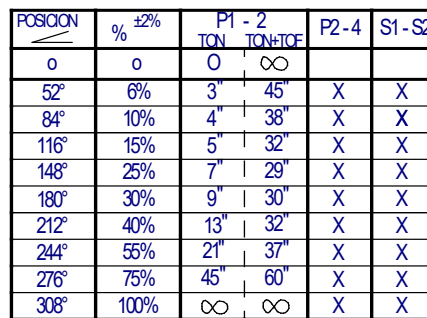 POSICION % ±2% P1 - 2 P2-4 S1-S2
TON TON+TOF
o o O ∞
52° 6% 3" 45" X X
84° 10% 4" 38" X X
116° 15% 5" 32" X X
148° 25% 7" 29" X X
180° 30% 9" 30" X X
212° 40% 13" 32" X X
244° 55% 21" 37" X X
276° 75% 45" 60" X X
308° 100% ∞ ∞ X X